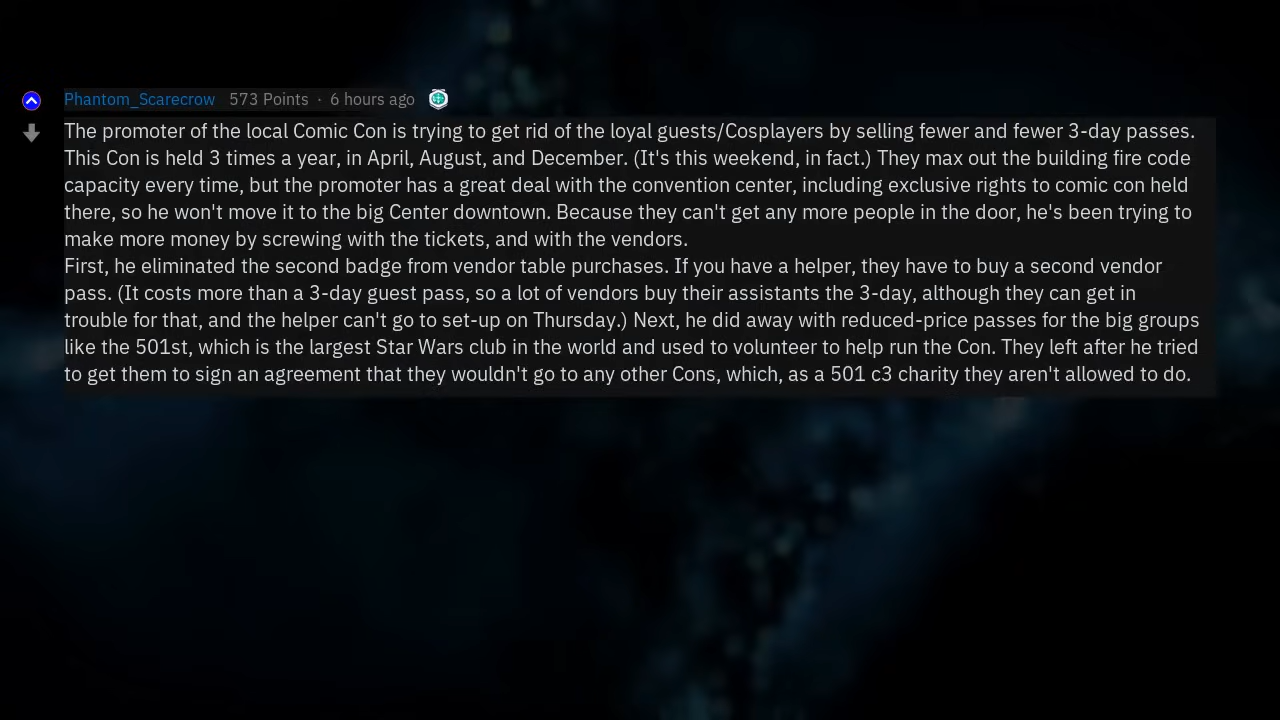 Phantom_Scarecrow 573 Points · 6 hours ago
The promoter of the local Comic Con is trying to get rid of the loyal guests/Cosplayers by selling fewer and fewer 3-day passes.
This Con is held 3 times a year, in April, August, and December. (It's this weekend, in fact.) They max out the building fire code
capacity every time, but the promoter has a great deal with the convention center, including exclusive rights to comic con held
there, so he won't move it to the big Center downtown. Because they can't get any more people in the door, he's been trying to
make more money by screwing with the tickets, and with the vendors.
First, he eliminated the second badge from vendor table purchases. If you have a helper, they have to buy a second vendor
pass. (It costs more than a 3-day guest pass, so a lot of vendors buy their assistants the 3-day, although they can get in
trouble for that, and the helper can't go to set-up on Thursday.) Next, he did away with reduced-price passes for the big groups
like the 501st, which is the largest Star Wars club in the world and used to volunteer to help run the Con. They left after he tried
to get them to sign an agreement that they wouldn't go to any other Cons, which, as a 501 c3 charity they aren't allowed to do.